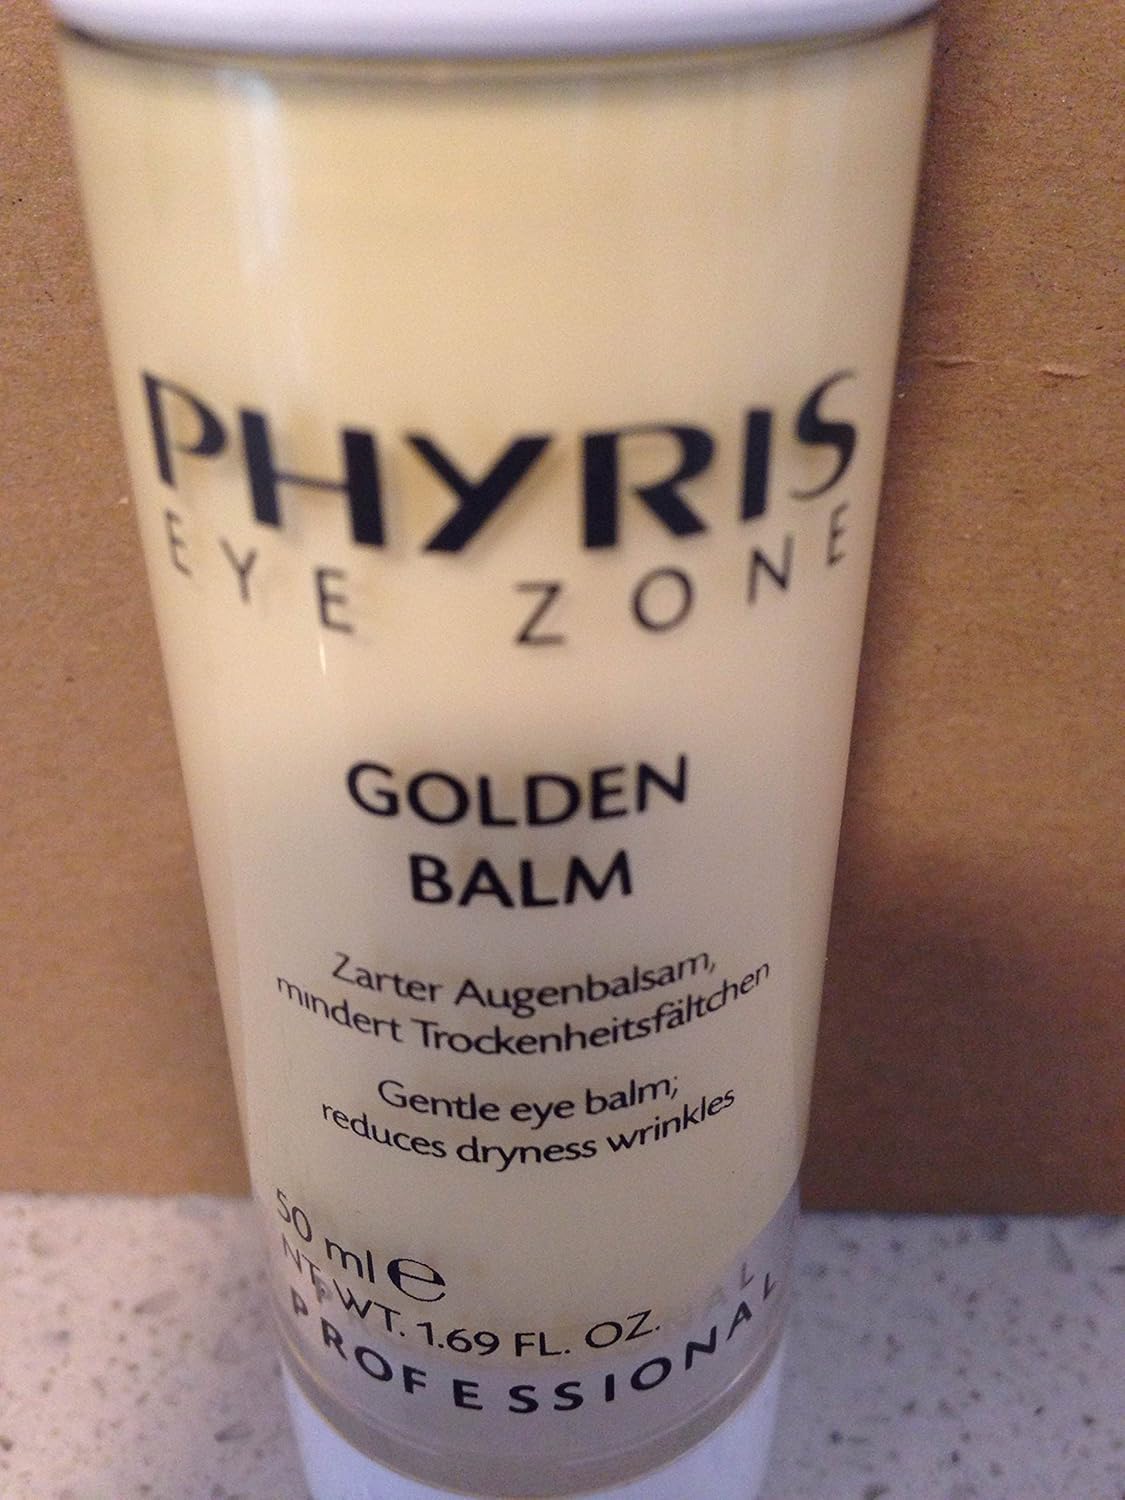 PHYRIS
EYE ZONE
GOLDEN
BALM
Zarter Augenbalsam,
mindert Trockenheitsfältchen
Gentle eye balm;
reduces dryness wrinkles
50 ml ℮
NT. WT. 1.69 FL. OZ.
PROFESSIONAL